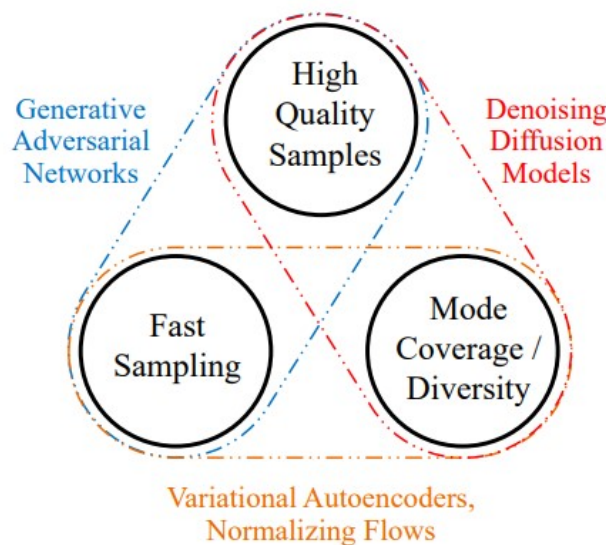 High
Quality
Samples
Generative
Adversarial
Networks
Denoising
Diffusion
Models
Fast
Sampling
Mode
Coverage /
Diversity
Variational Autoencoders,
Normalizing Flows